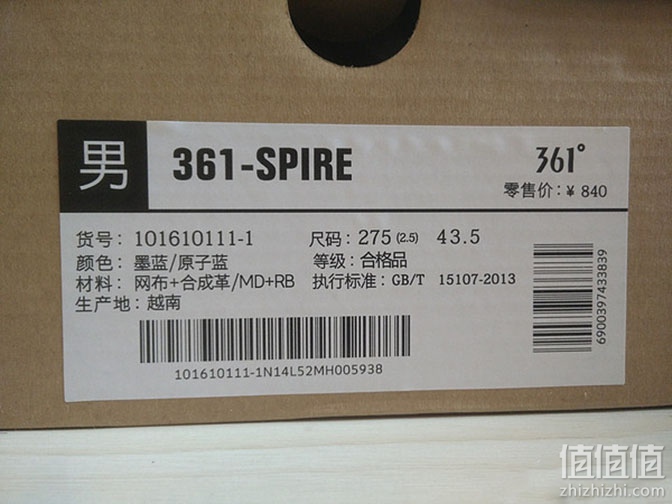 男
361-SPIRE
361°
零售价:¥ 840
货号: 101610111-1
尺码: 275 (2.5) 43.5
颜色: 墨蓝/原子蓝
等级: 合格品
材料: 网布+合成革/MD+RB
执行标准: GB/T 15107-2013
生产地: 越南
101610111-1N14L52MH005938
6900397433839
值值值
zhizhizhi.com